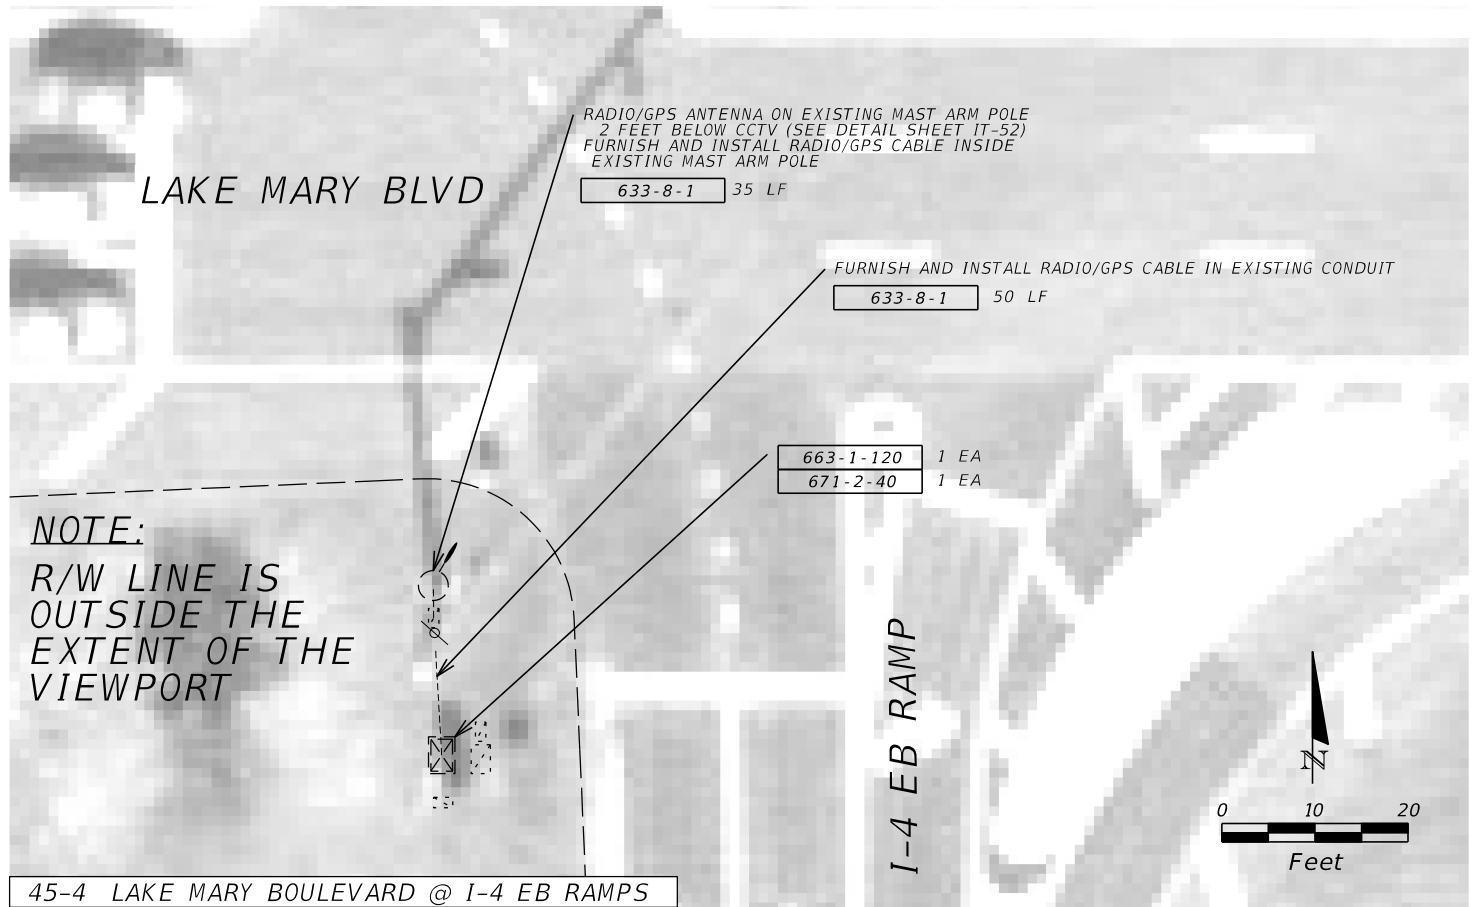 RADIO/GPS ANTENNA ON EXISTING MAST ARM POLE
2 FEET BELOW CCTV (SEE DETAIL SHEET IT-52)
FURNISH AND INSTALL RADIO/GPS CABLE INSIDE
EXISTING MAST ARM POLE
633-8-1 35 LF
LAKE MARY BLVD
FURNISH AND INSTALL RADIO/GPS CABLE IN EXISTING CONDUIT
633-8-1 50 LF
663-1-120 1 EA
671-2-40 1 EA
NOTE:
R/W LINE IS
OUTSIDE THE
EXTENT OF THE
VIEWPORT
I-4 EB RAMP
N
0 10 20
Feet
45-4 LAKE MARY BOULEVARD @ I-4 EB RAMPS